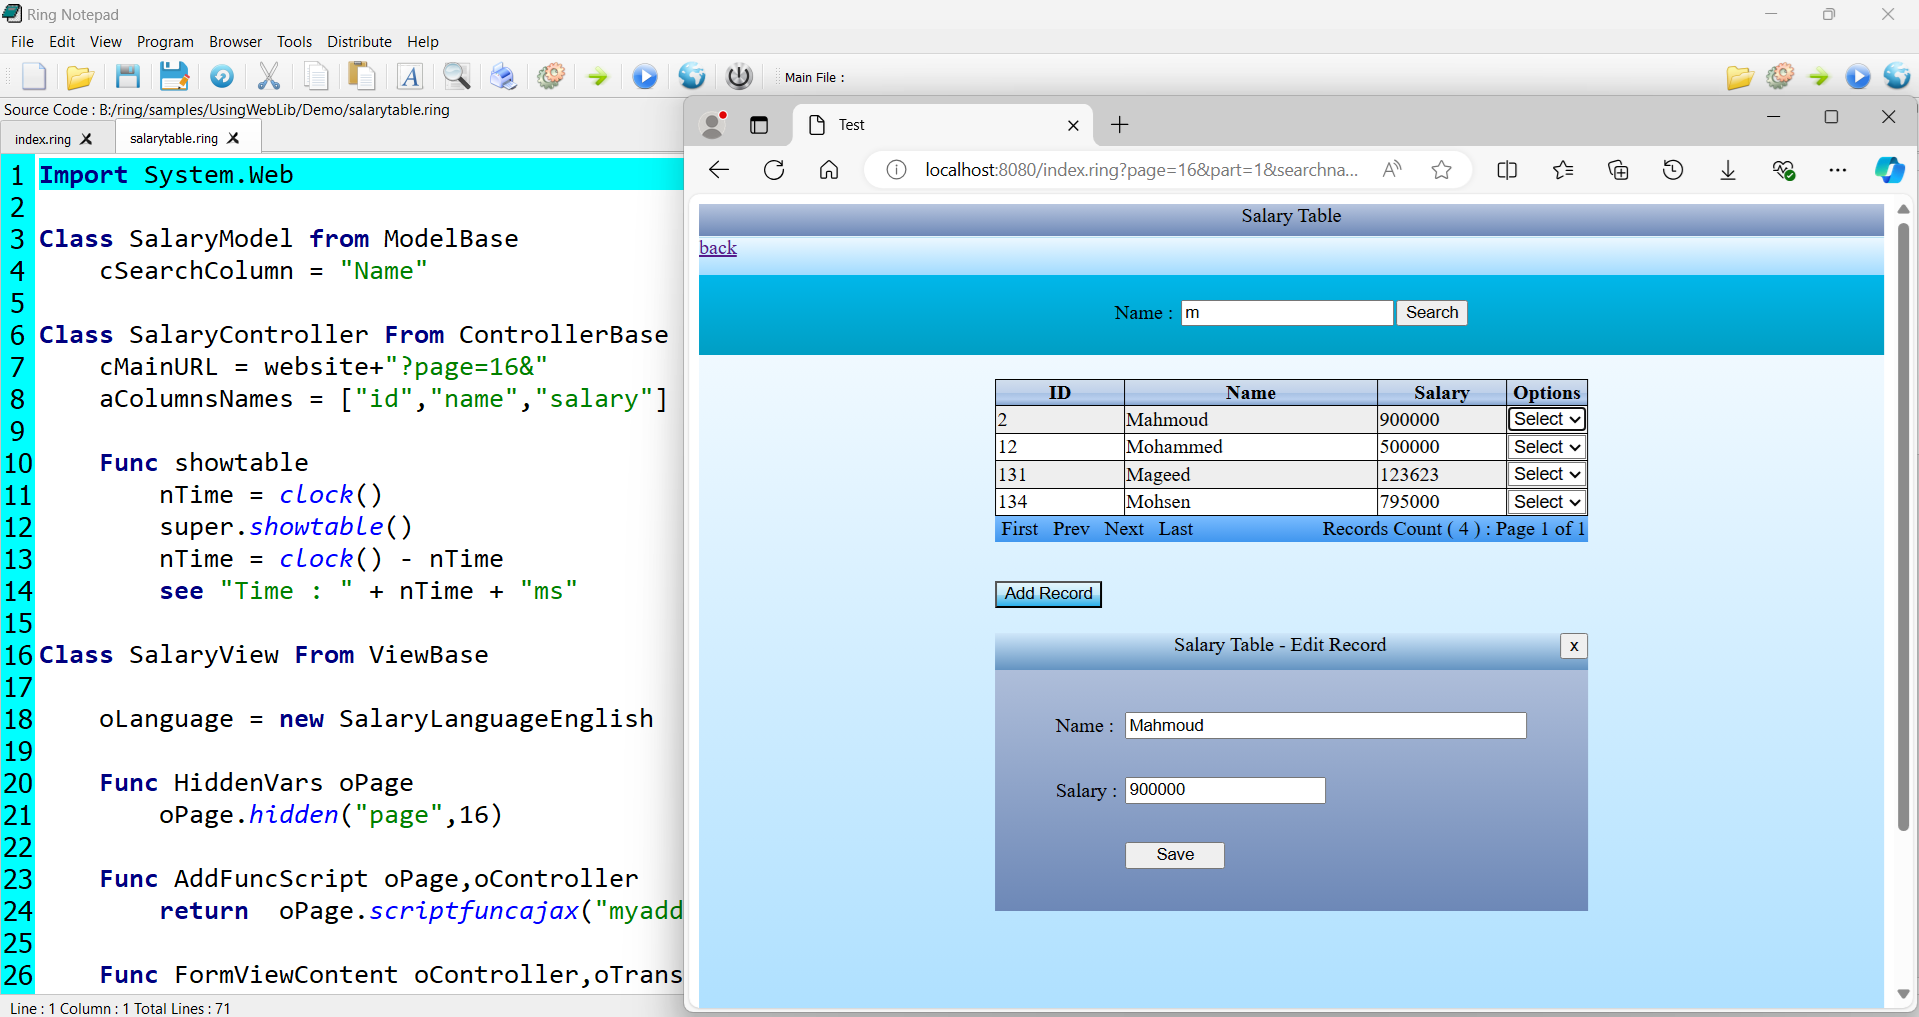 Ring Notepad
File Edit View Program Browser Tools Distribute Help
Main File :
Source Code : B:/ring/samples/UsingWebLib/Demo/salarytable.ring
index.ring salarytable.ring
1 Import System.Web
2
3 Class SalaryModel from ModelBase
4 cSearchColumn = "Name"
5
6 Class SalaryController From ControllerBase
7 cMainURL = website+"?page=16&"
8 aColumnsNames = ["id","name","salary"]
9
10 Func showtable
11 nTime = clock()
12 super.showtable()
13 nTime = clock() - nTime
14 see "Time : " + nTime + "ms"
15
16 Class SalaryView From ViewBase
17
18 oLanguage = new SalaryLanguageEnglish
19
20 Func HiddenVars oPage
21 oPage.hidden("page",16)
22
23 Func AddFuncScript oPage,oController
24 return oPage.scriptfuncajax("myadd
25
26 Func FormViewContent oController,oTrans
Line : 1 Column : 1 Total Lines : 71
Test
localhost:8080/index.ring?page=16&part=1&searchna...
Salary Table
back
Name : m Search
ID Name Salary Options
2 Mahmoud 900000 Select
12 Mohammed 500000 Select
131 Mageed 123623 Select
134 Mohsen 795000 Select
First Prev Next Last Records Count ( 4 ) : Page 1 of 1
Add Record
Salary Table - Edit Record x
Name : Mahmoud
Salary : 900000
Save